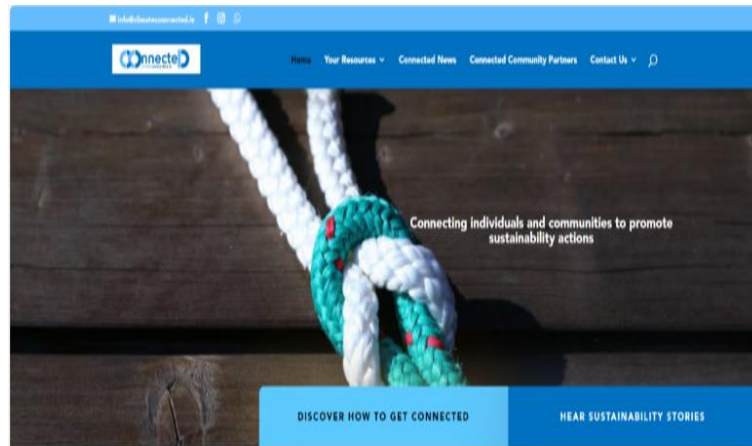 info@climateconnected.ie
COnnecteD
Home Your Resources Connected News Connected Community Partners Contact Us
Connecting individuals and communities to promote
sustainability actions
DISCOVER HOW TO GET CONNECTED HEAR SUSTAINABILITY STORIES